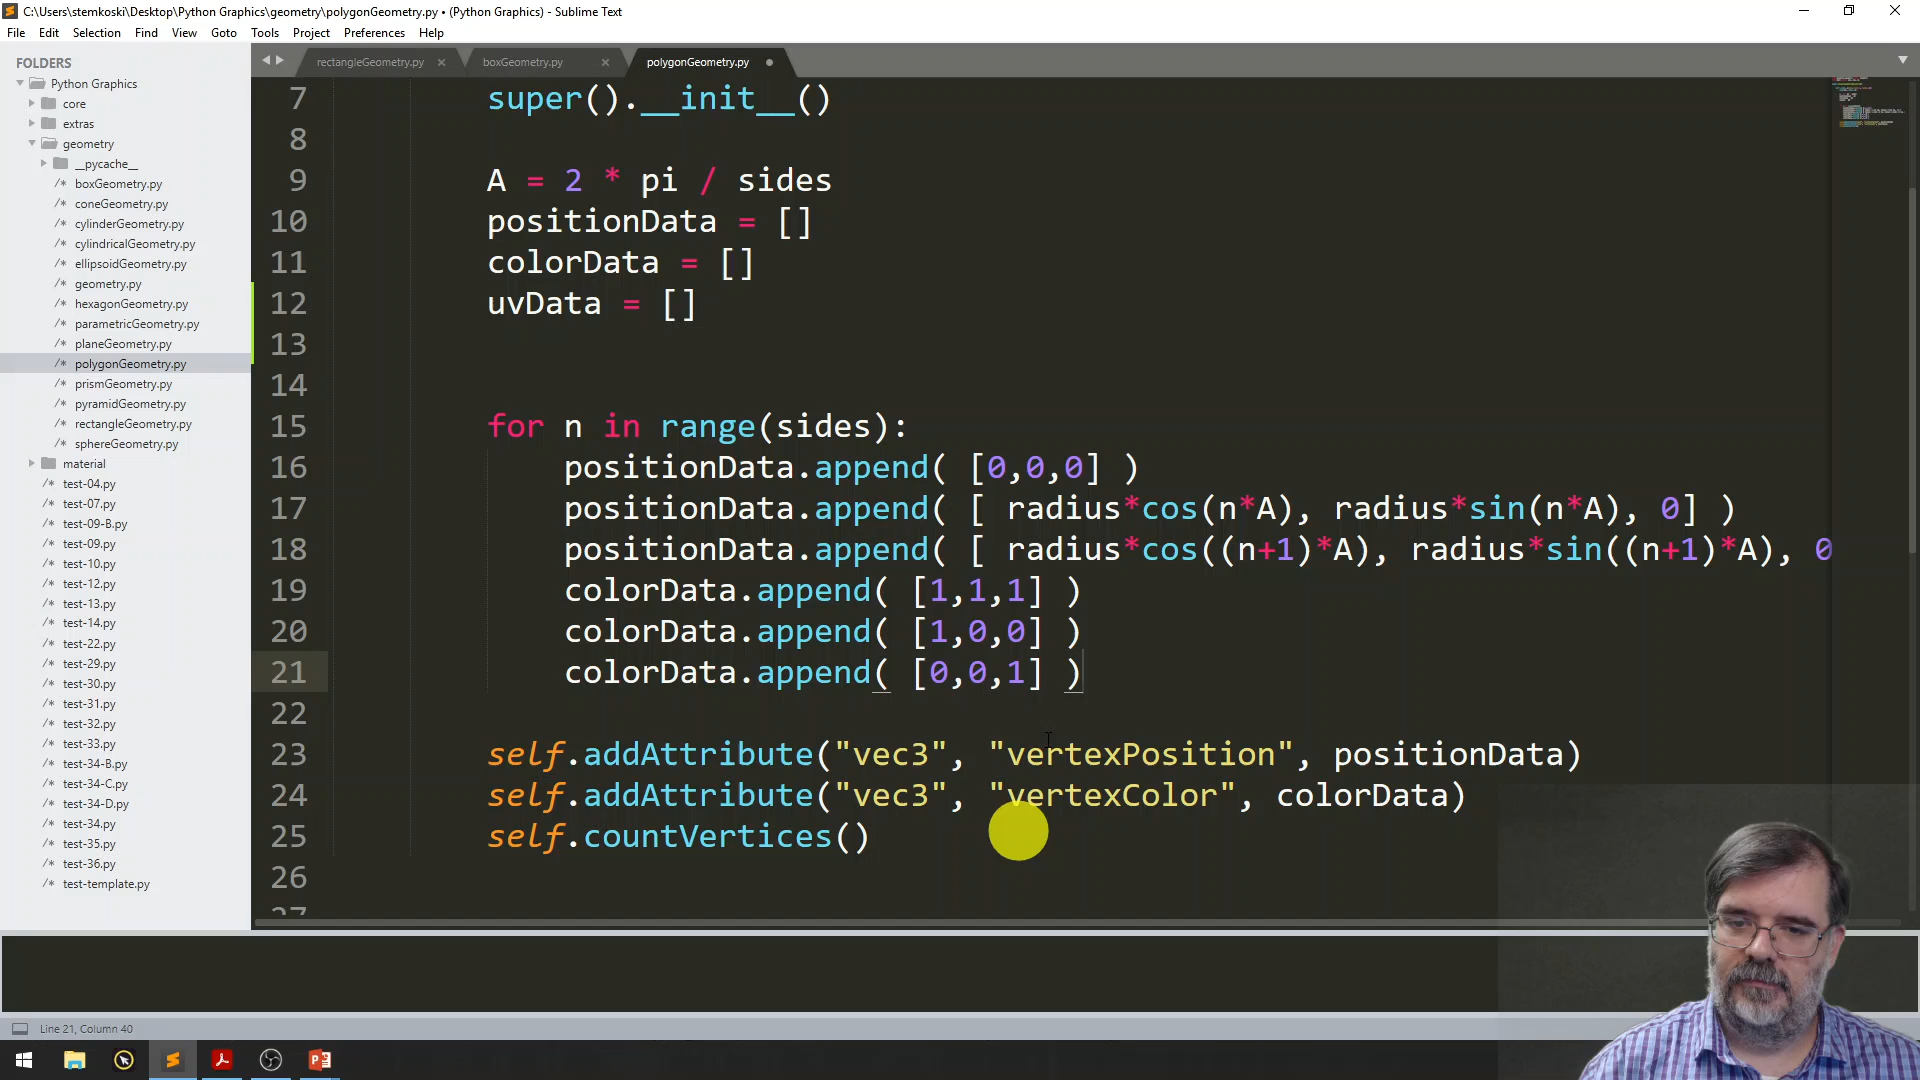 C:\Users\stemkoski\Desktop\Python Graphics\geometry\polygonGeometry.py • (Python Graphics) - Sublime Text
File Edit Selection Find View Goto Tools Project Preferences Help
FOLDERS
Python Graphics
core
extras
geometry
__pycache__
/* boxGeometry.py
/* coneGeometry.py
/* cylinderGeometry.py
/* cylindricalGeometry.py
/* ellipsoidGeometry.py
/* geometry.py
/* hexagonGeometry.py
/* parametricGeometry.py
/* planeGeometry.py
/* polygonGeometry.py
/* prismGeometry.py
/* pyramidGeometry.py
/* rectangleGeometry.py
/* sphereGeometry.py
material
/* test-04.py
/* test-07.py
/* test-09-B.py
/* test-09.py
/* test-10.py
/* test-12.py
/* test-13.py
/* test-14.py
/* test-22.py
/* test-29.py
/* test-30.py
/* test-31.py
/* test-32.py
/* test-33.py
/* test-34-B.py
/* test-34-C.py
/* test-34-D.py
/* test-34.py
/* test-35.py
/* test-36.py
/* test-template.py
rectangleGeometry.py × boxGeometry.py × polygonGeometry.py •
7 super().__init__()
8
9 A = 2 * pi / sides
10 positionData = []
11 colorData = []
12 uvData = []
13
14
15 for n in range(sides):
16 positionData.append( [0,0,0] )
17 positionData.append( [ radius*cos(n*A), radius*sin(n*A), 0] )
18 positionData.append( [ radius*cos((n+1)*A), radius*sin((n+1)*A), 0
19 colorData.append( [1,1,1] )
20 colorData.append( [1,0,0] )
21 colorData.append( [0,0,1] )
22
23 self.addAttribute("vec3", "vertexPosition", positionData)
24 self.addAttribute("vec3", "vertexColor", colorData)
25 self.countVertices()
26
27
Line 21, Column 40